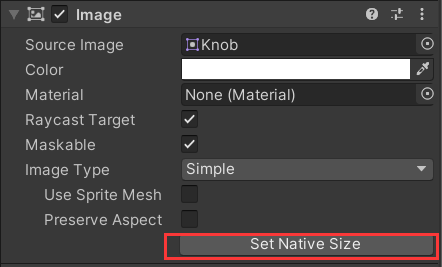 Image
Source Image Knob
Color
Material None (Material)
Raycast Target
Maskable
Image Type Simple
Use Sprite Mesh
Preserve Aspect
Set Native Size